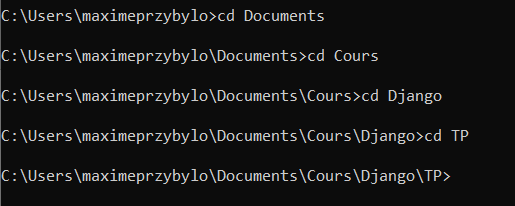 C:\Users\maximeprzybylo>cd Documents
C:\Users\maximeprzybylo\Documents>cd Cours
C:\Users\maximeprzybylo\Documents\Cours>cd Django
C:\Users\maximeprzybylo\Documents\Cours\Django>cd TP
C:\Users\maximeprzybylo\Documents\Cours\Django\TP>